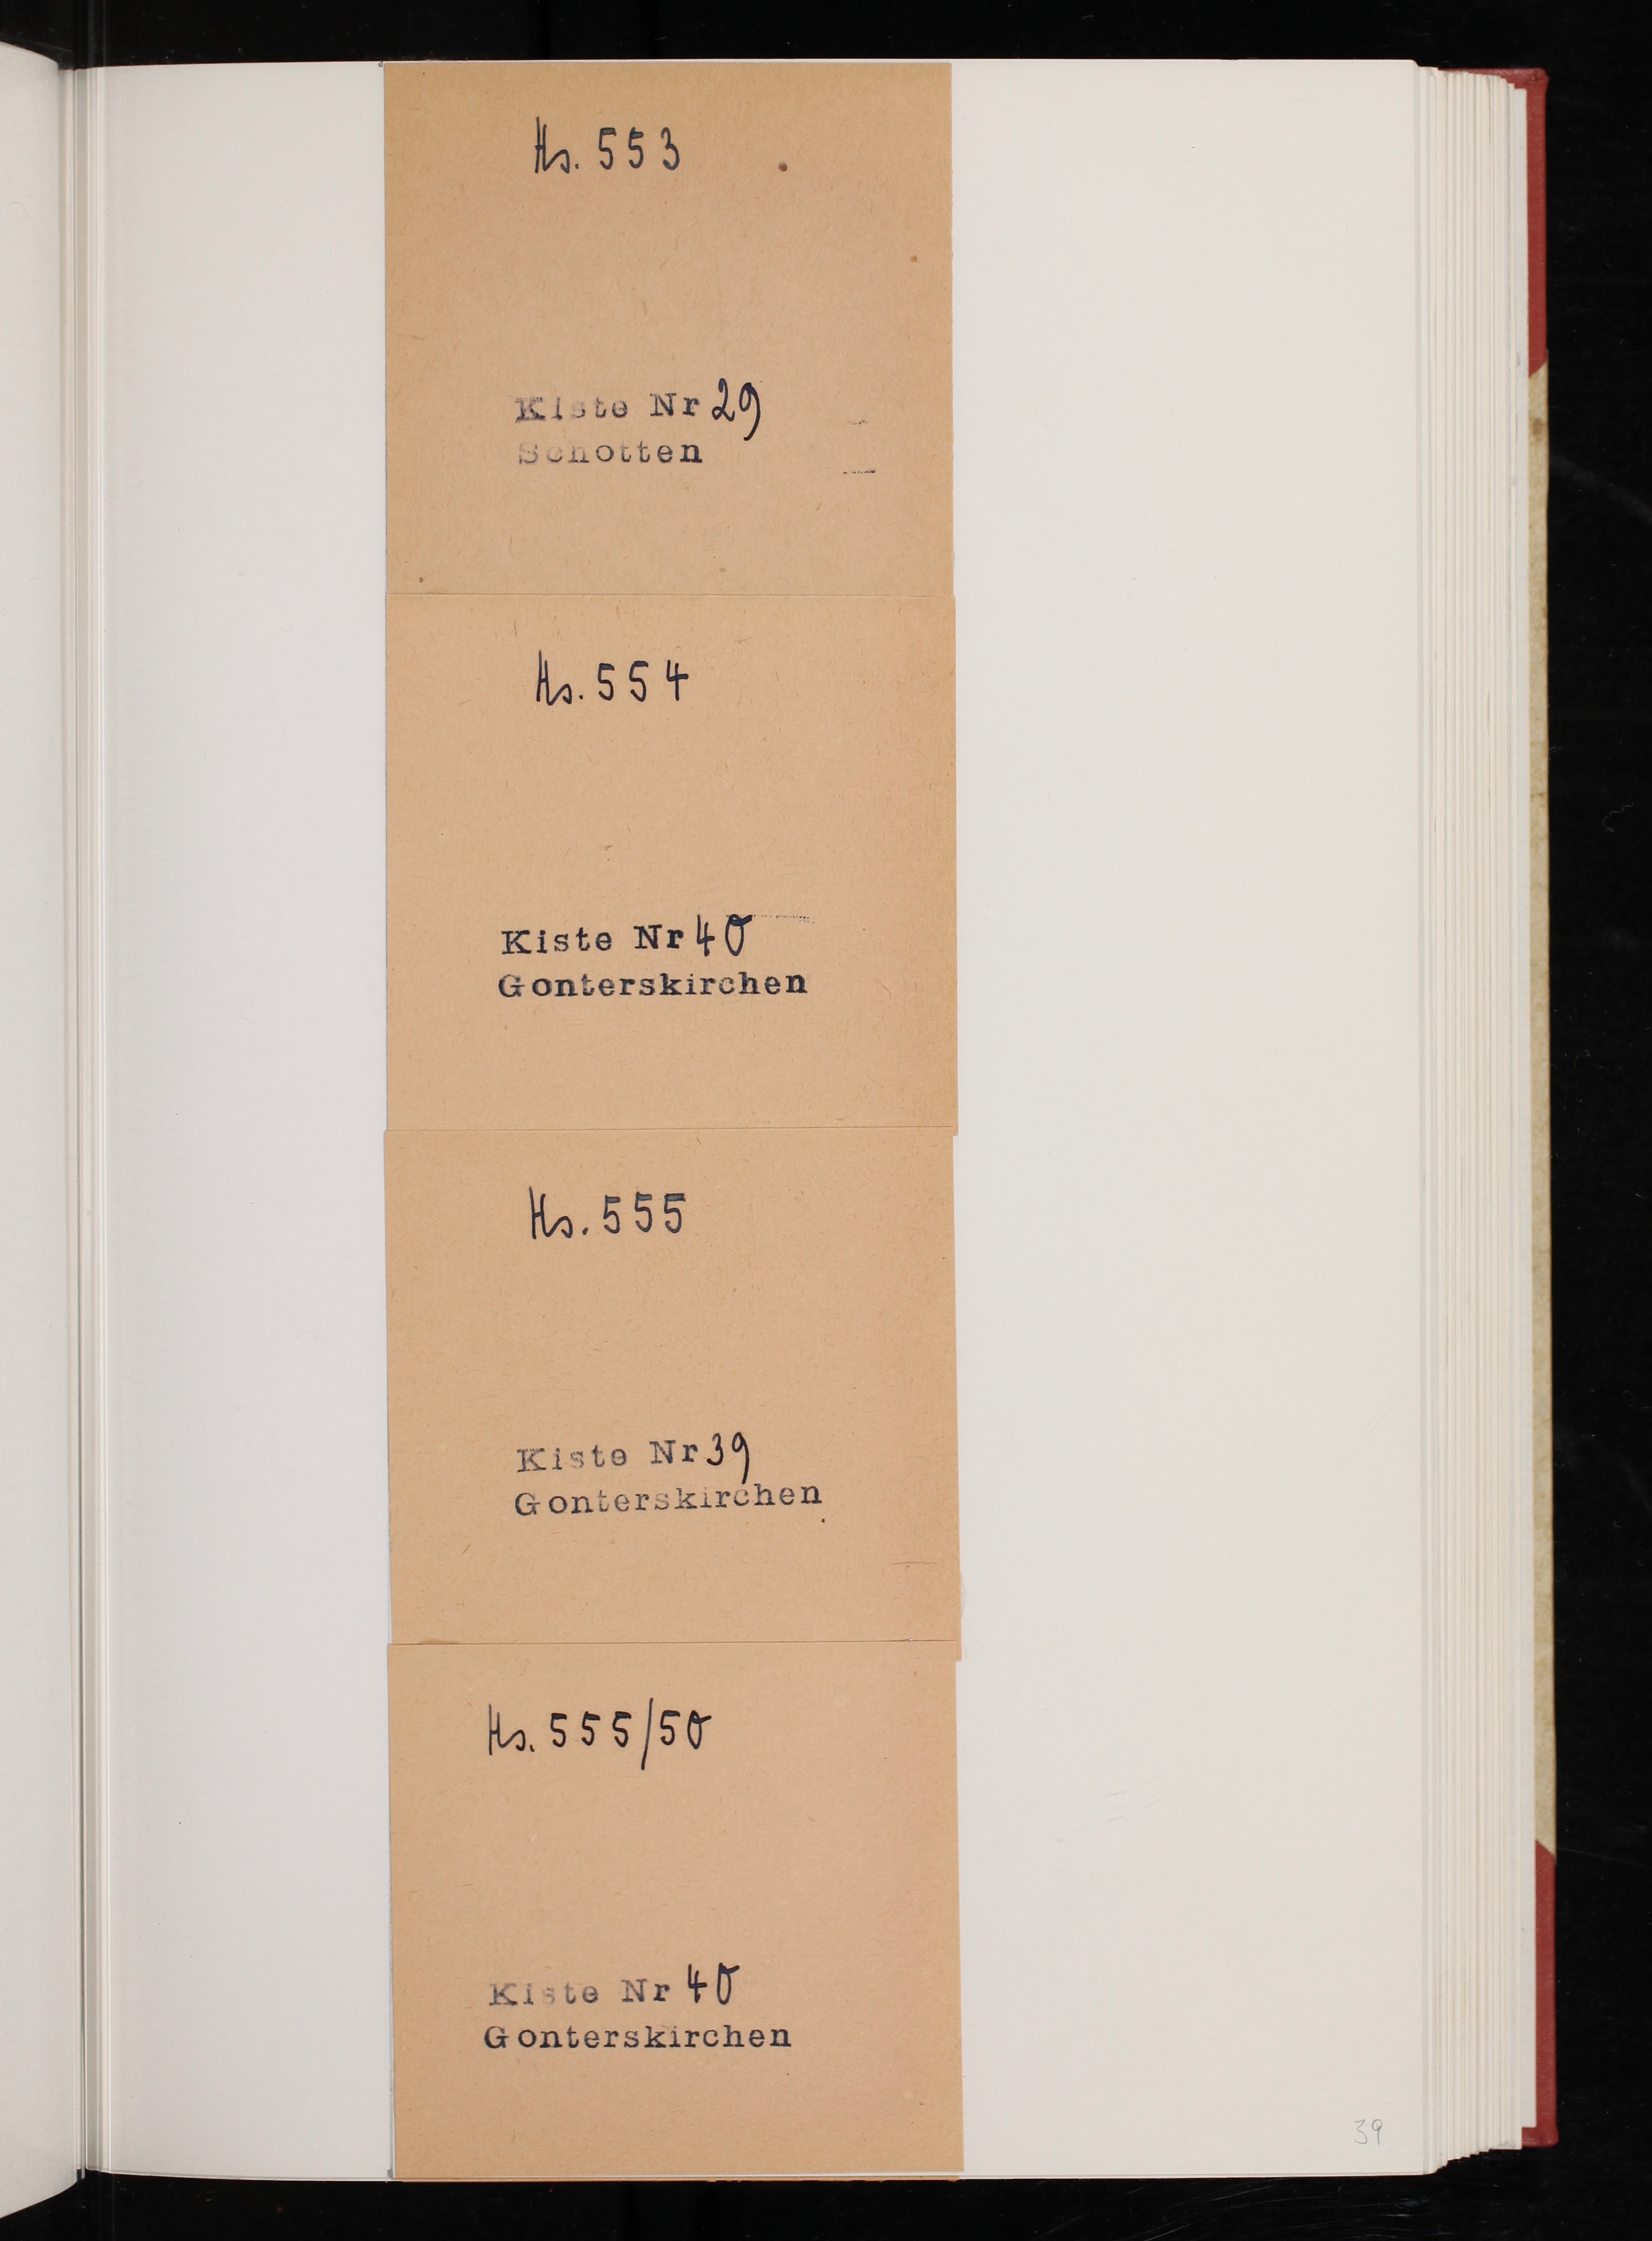 Hs. 553
Kiste Nr 29
Schotten
Hs. 554
Kiste Nr 40
Gonterskirchen
Hs. 555
Kiste Nr 39
Gonterskirchen
Hs. 555/50
Kiste Nr 40
Gonterskirchen
39